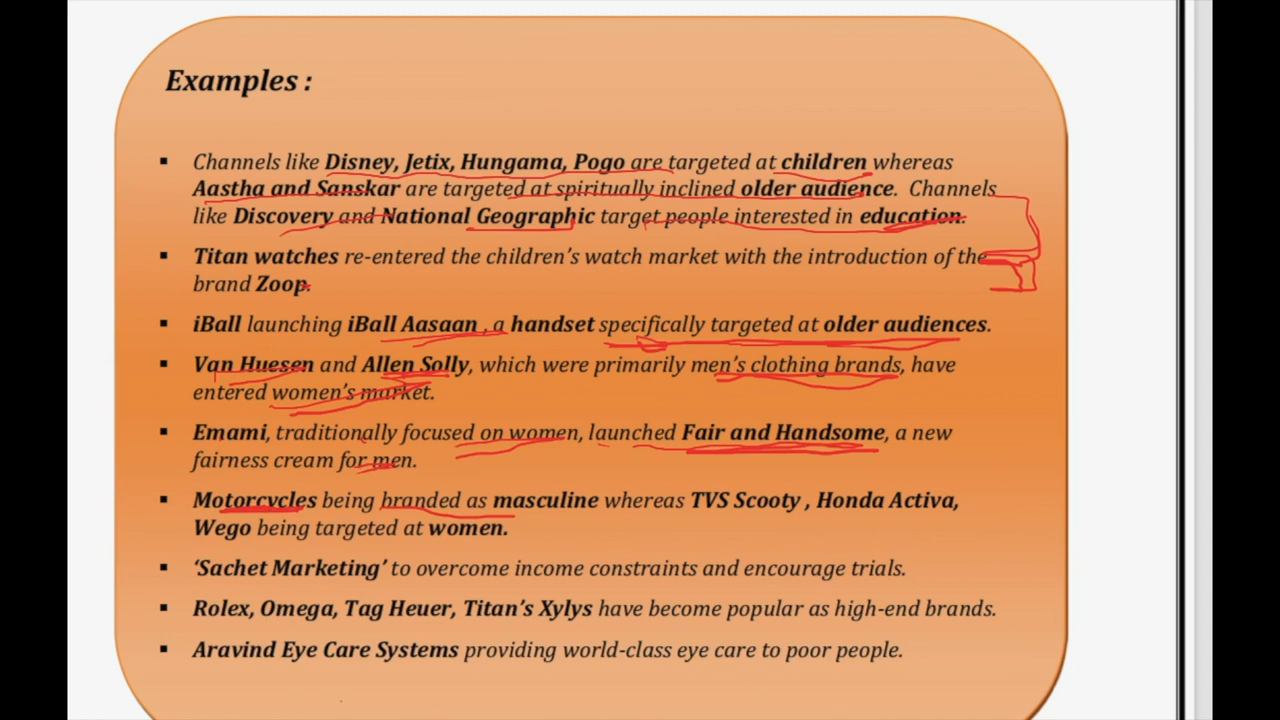 Examples :
▪ Channels like Disney, Jetix, Hungama, Pogo are targeted at children whereas
Aastha and Sanskar are targeted at spiritually inclined older audience. Channels
like Discovery and National Geographic target people interested in education.
▪ Titan watches re-entered the children's watch market with the introduction of the
brand Zoop.
▪ iBall launching iBall Aasaan , a handset specifically targeted at older audiences.
▪ Van Huesen and Allen Solly, which were primarily men's clothing brands, have
entered women's market.
▪ Emami, traditionally focused on women, launched Fair and Handsome, a new
fairness cream for men.
▪ Motorcycles being branded as masculine whereas TVS Scooty , Honda Activa,
Wego being targeted at women.
▪ 'Sachet Marketing' to overcome income constraints and encourage trials.
▪ Rolex, Omega, Tag Heuer, Titan's Xylys have become popular as high-end brands.
▪ Aravind Eye Care Systems providing world-class eye care to poor people.